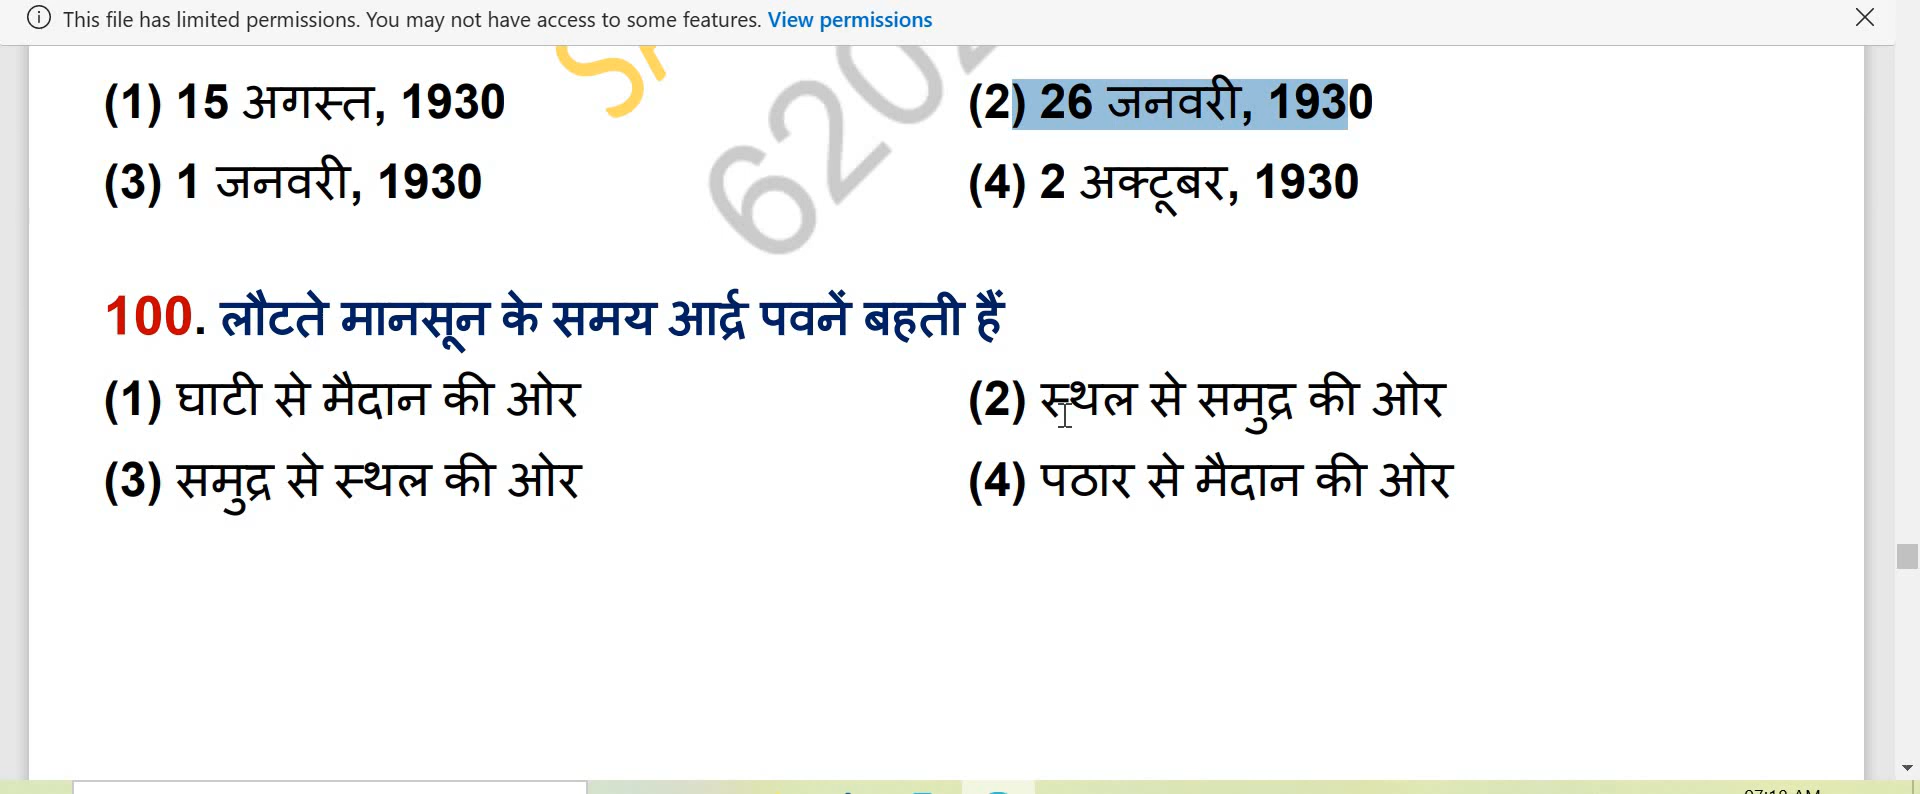 This file has limited permissions. You may not have access to some features. View permissions
(1) 15 अगस्त, 1930 (2) 26 जनवरी, 1930
(3) 1 जनवरी, 1930 (4) 2 अक्टूबर, 1930
620
100. लौटते मानसून के समय आर्द्र पवनें बहती हैं
(1) घाटी से मैदान की ओर (2) स्थल से समुद्र की ओर
(3) समुद्र से स्थल की ओर (4) पठार से मैदान की ओर